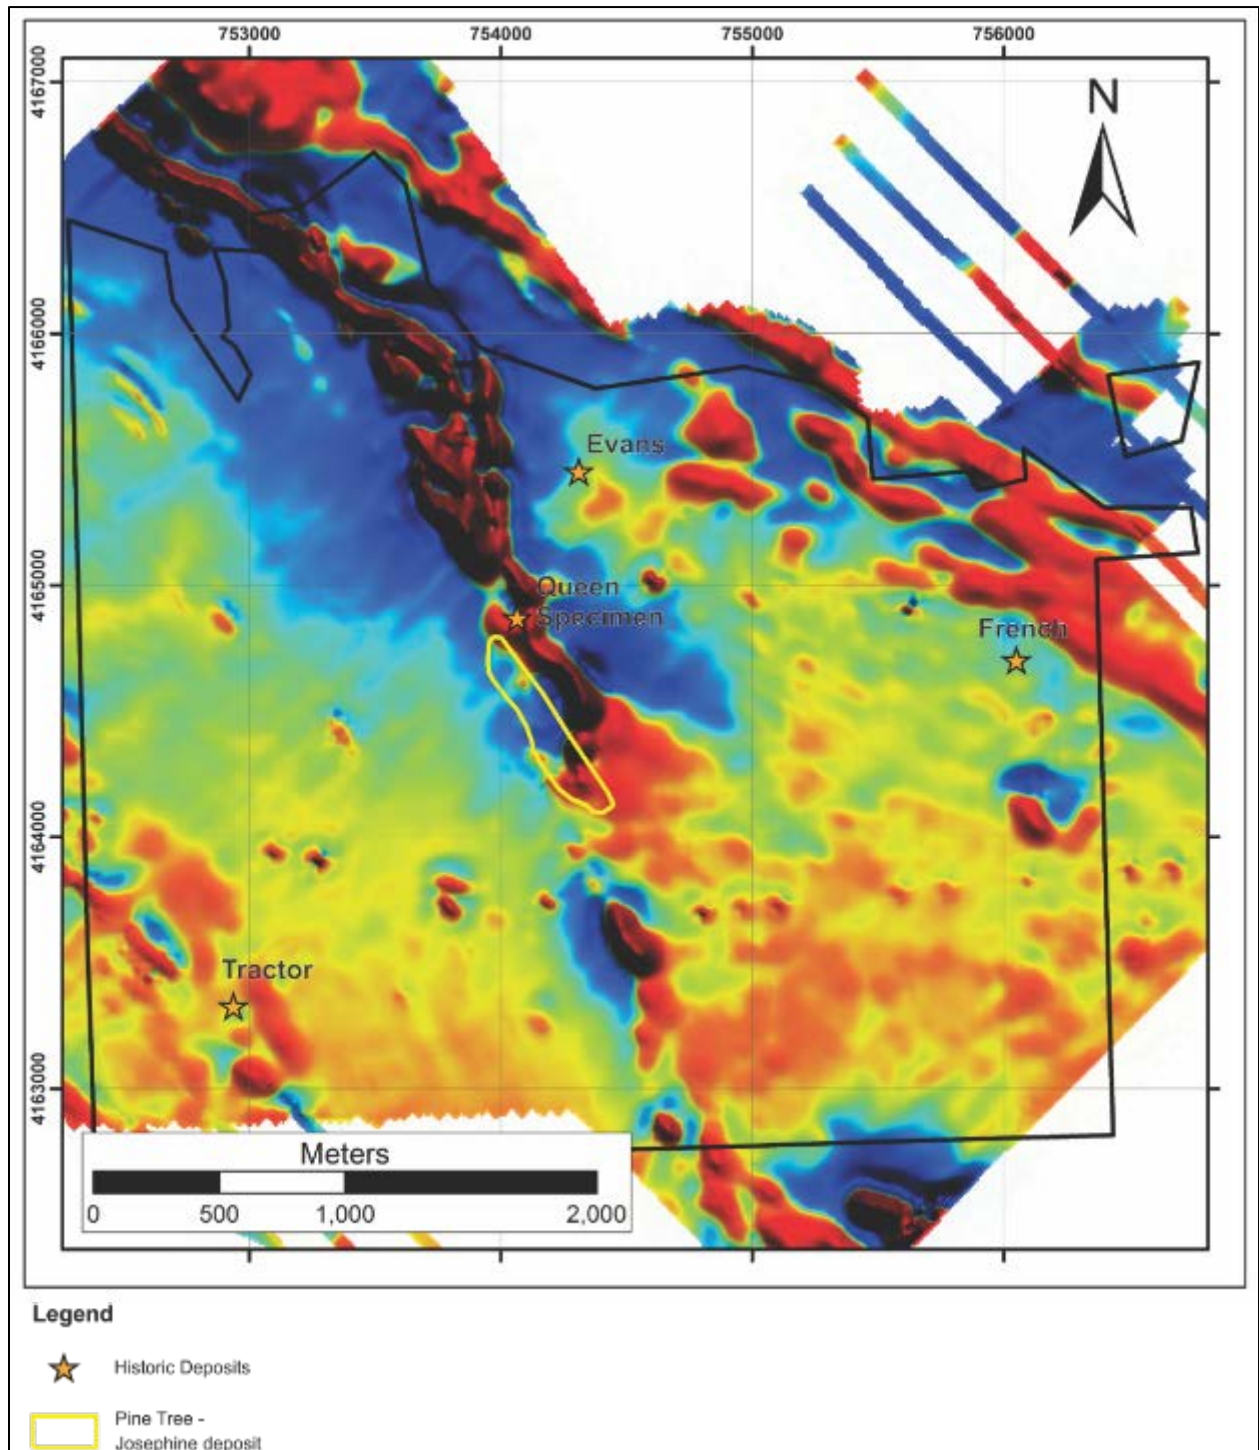 753000 754000 755000 756000
4167000
N
4166000
Evans
4165000
Queen
Specimen
French
4164000
Tractor
4163000
Meters
0 500 1,000 2,000
Legend
Historic Deposits
Pine Tree -
Josephine deposit